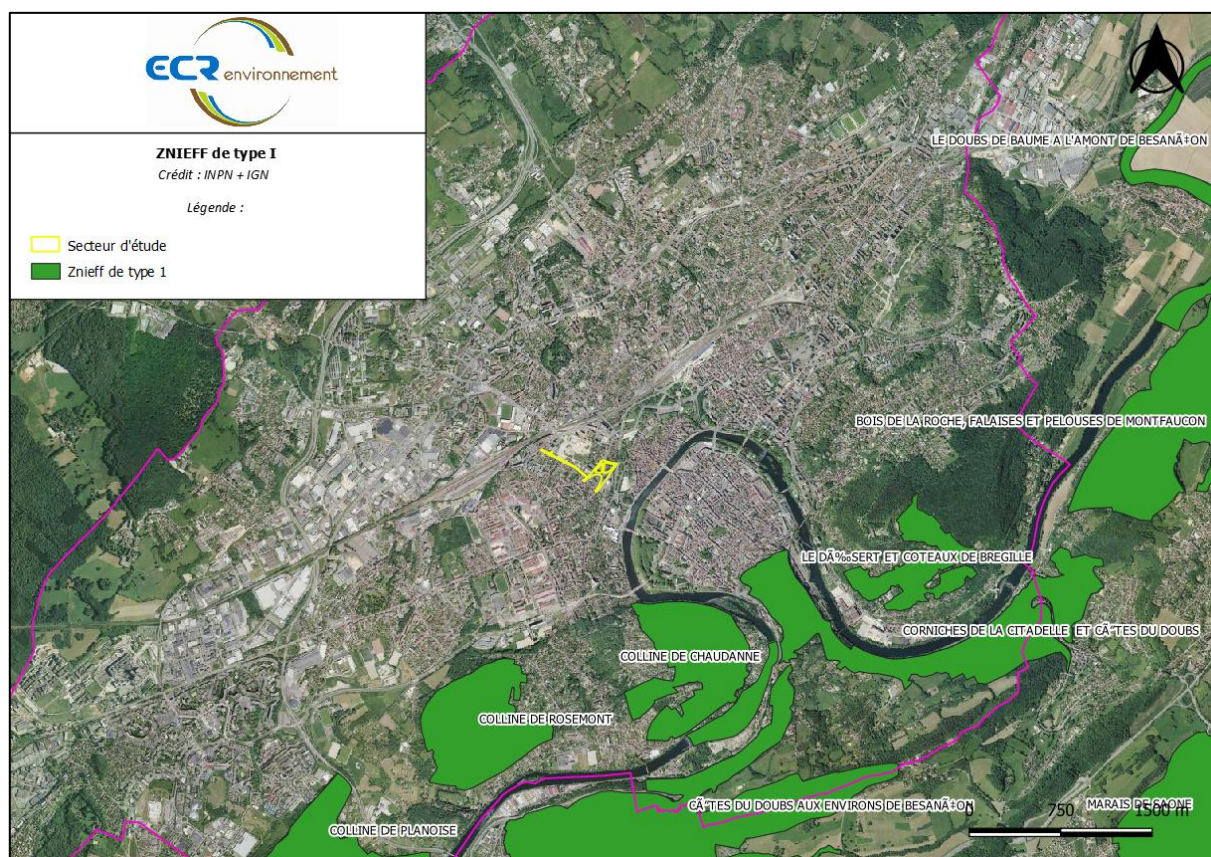 ECR environnement
ZNIEFF de type I
Crédit : INPN + IGN
Légende :
Secteur d'étude
Znieff de type 1
LE DOUBS DE BAUME A L'AMONT DE BESANÃ‡ON
BOIS DE LA ROCHE, FALAISES ET PELOUSES DE MONTFAUCON
LE DÃ‰SERT ET COTEAUX DE BREGILLE
CORNICHES DE LA CITADELLE ET CÃ"TES DU DOUBS
COLLINE DE CHAUDANNE
COLLINE DE ROSEMONT
CÃ"TES DU DOUBS AUX ENVIRONS DE BESANÃ‡ON
MARAIS DE SAONE
COLLINE DE PLANOISE
0 750 1500 m